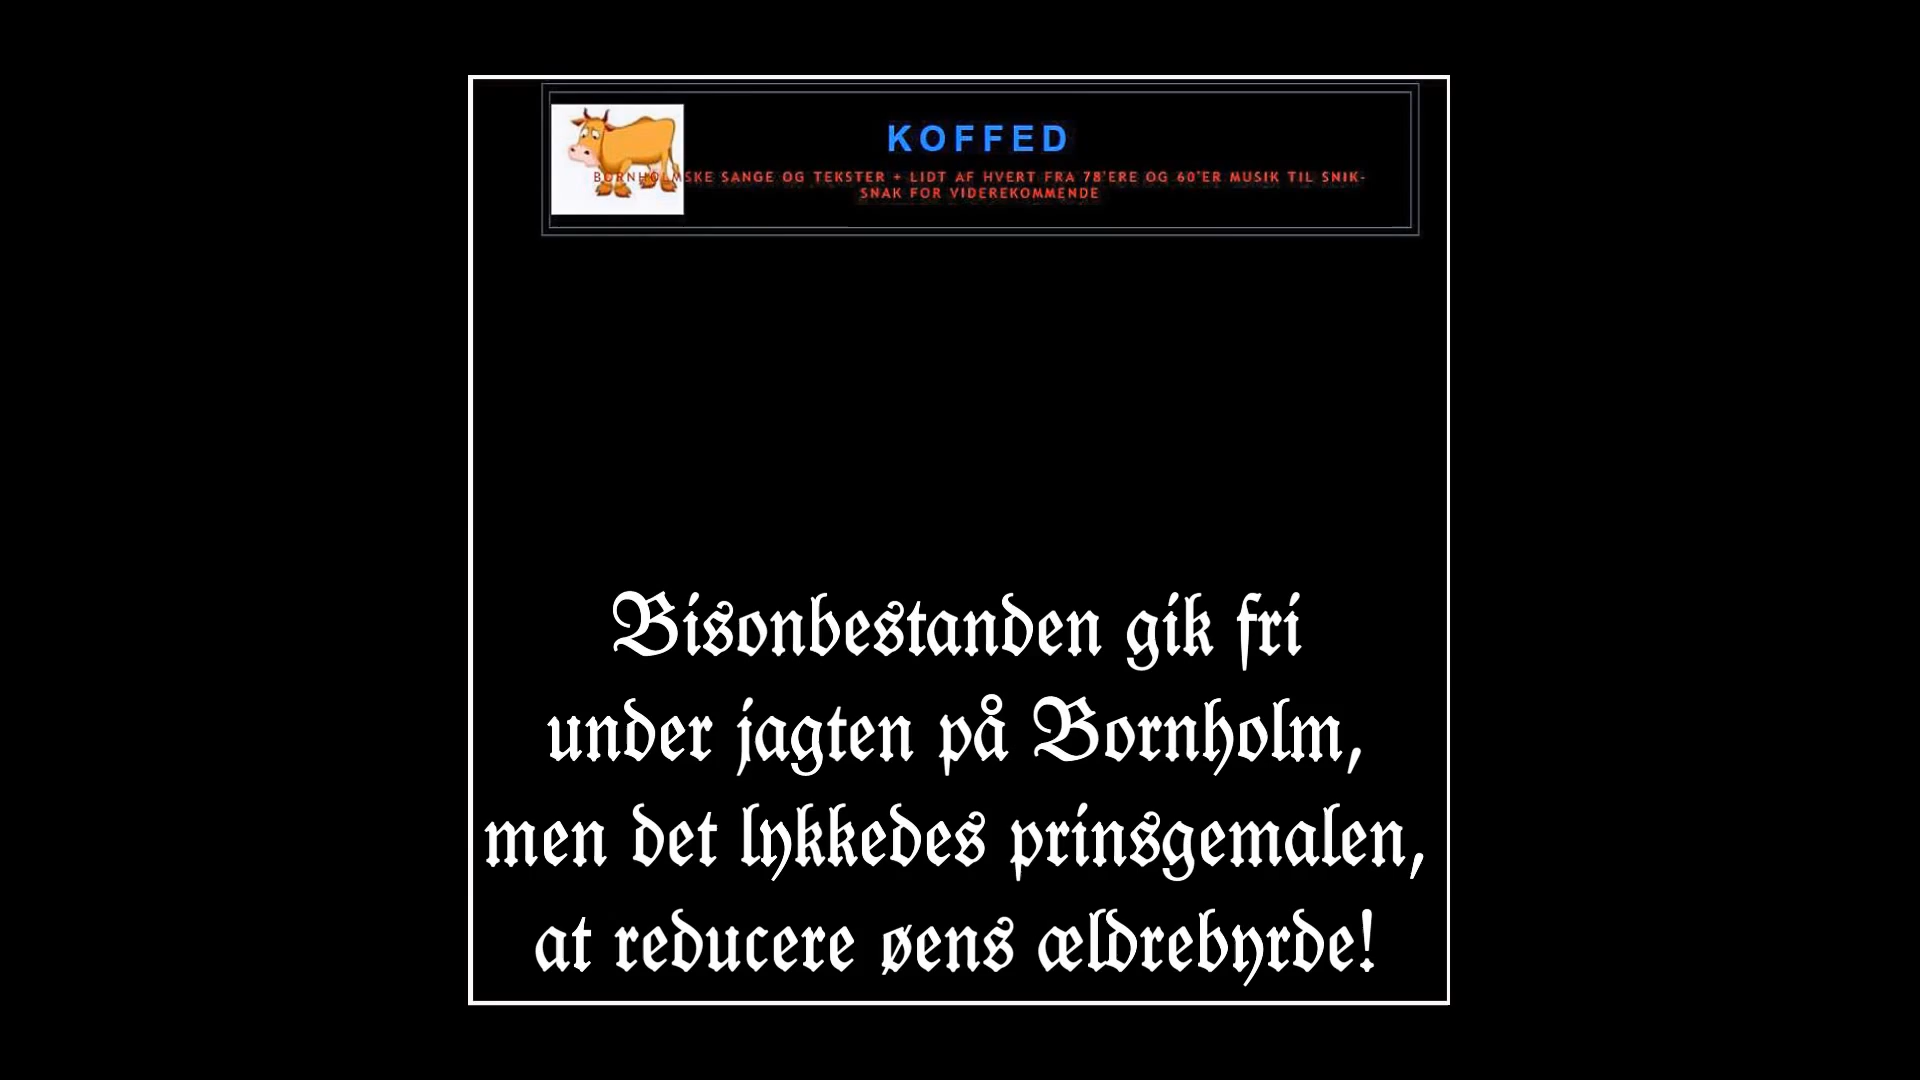 KOFFED
BORNHOLMSKE SANGE OG TEKSTER + LIDT AF HVERT FRA 78'ERE OG 60'ER MUSIK TIL SNIK-
SNAK FOR VIDEREKOMMENDE
Bisonbestanden gik fri
under jagten på Bornholm,
men det lykkedes prinsgemalen,
at reducere øens ældrebyrde!